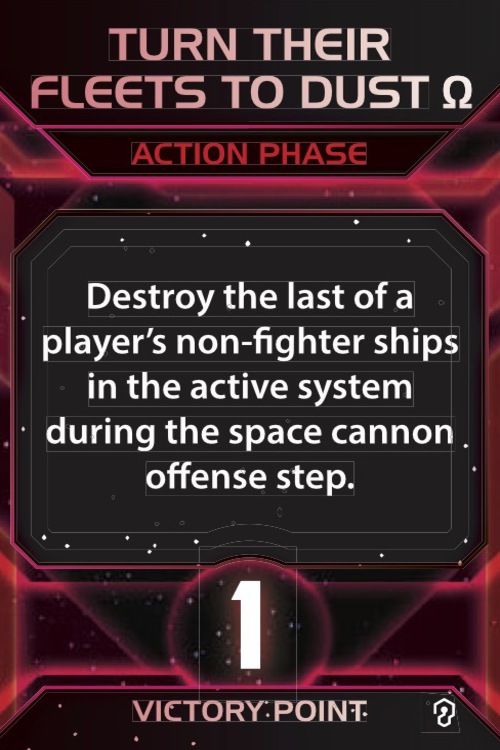 TURN THEIR
FLEETS TO DUST Ω
ACTION PHASE
Destroy the last of a
player’s non-fighter ships
in the active system
during the space cannon
offense step.
1
VICTORY POINT